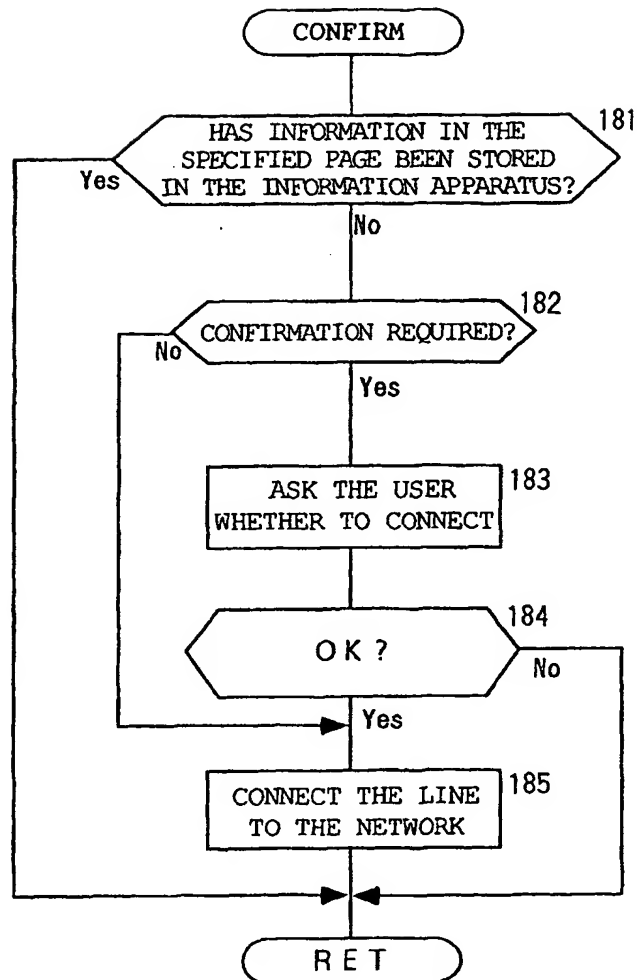 CONFIRM
181
HAS INFORMATION IN THE
SPECIFIED PAGE BEEN STORED
IN THE INFORMATION APPARATUS?
Yes
No
182
CONFIRMATION REQUIRED?
No
Yes
183
ASK THE USER
WHETHER TO CONNECT
184
OK?
No
Yes
185
CONNECT THE LINE
TO THE NETWORK
RET